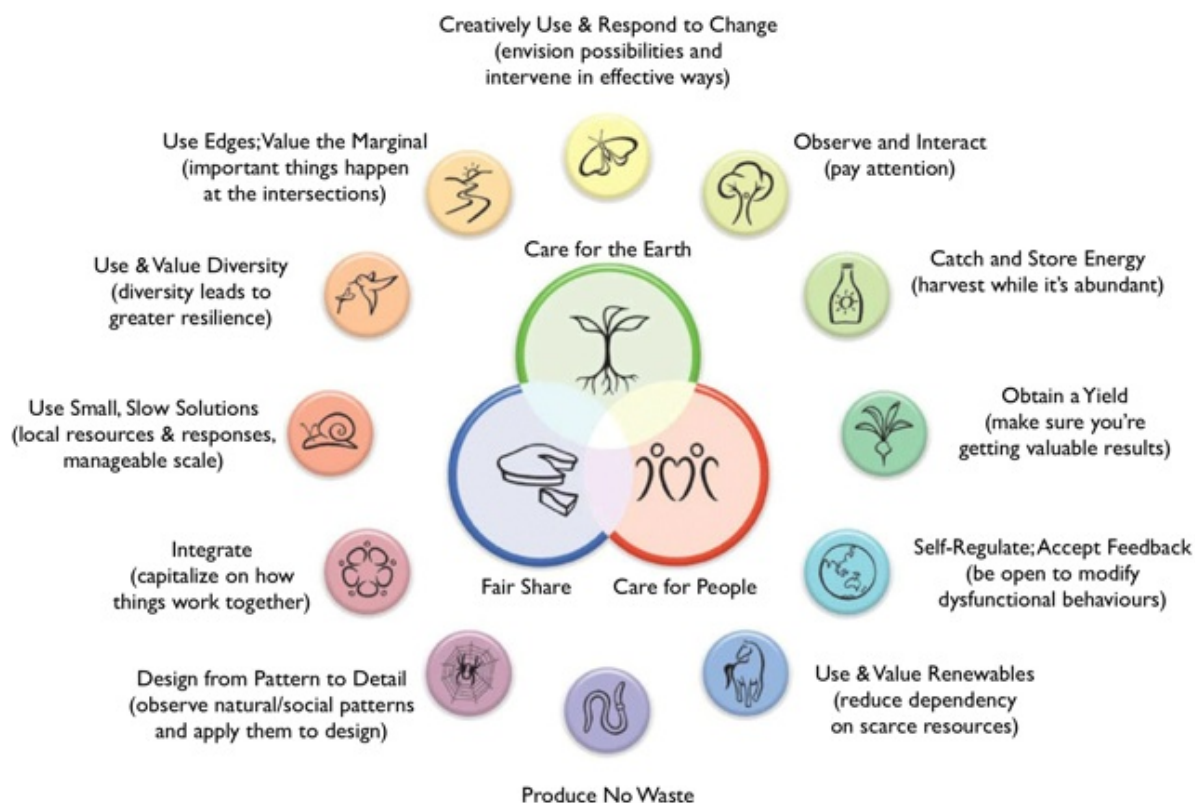 Creatively Use & Respond to Change
(envision possibilities and
intervene in effective ways)
Use Edges; Value the Marginal
(important things happen
at the intersections)
Observe and Interact
(pay attention)
Care for the Earth
Use & Value Diversity
(diversity leads to
greater resilience)
Catch and Store Energy
(harvest while it's abundant)
Use Small, Slow Solutions
(local resources & responses,
manageable scale)
Obtain a Yield
(make sure you're
getting valuable results)
Integrate
(capitalize on how
things work together)
Self-Regulate; Accept Feedback
(be open to modify
dysfunctional behaviours)
Fair Share
Care for People
Design from Pattern to Detail
(observe natural/social patterns
and apply them to design)
Use & Value Renewables
(reduce dependency
on scarce resources)
Produce No Waste